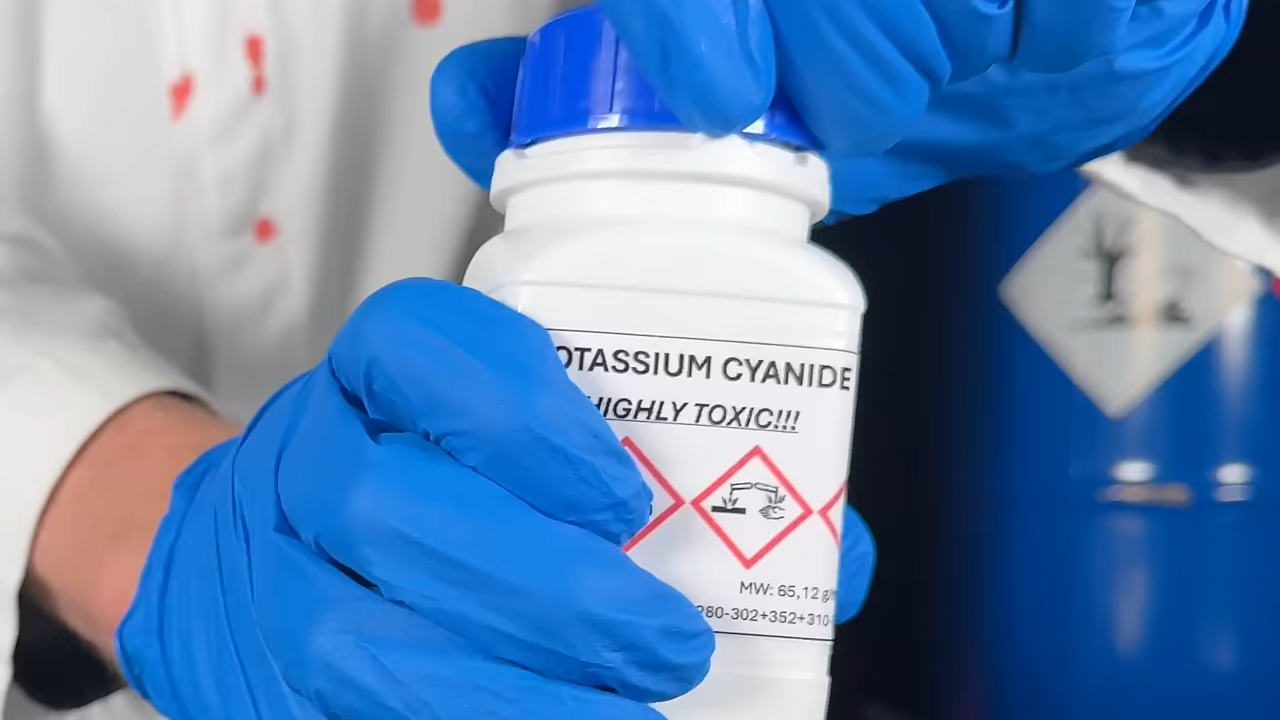 OTASSIUM CYANIDE
HIGHLY TOXIC!!!
MW: 65,12 g/
280-302+352+310-